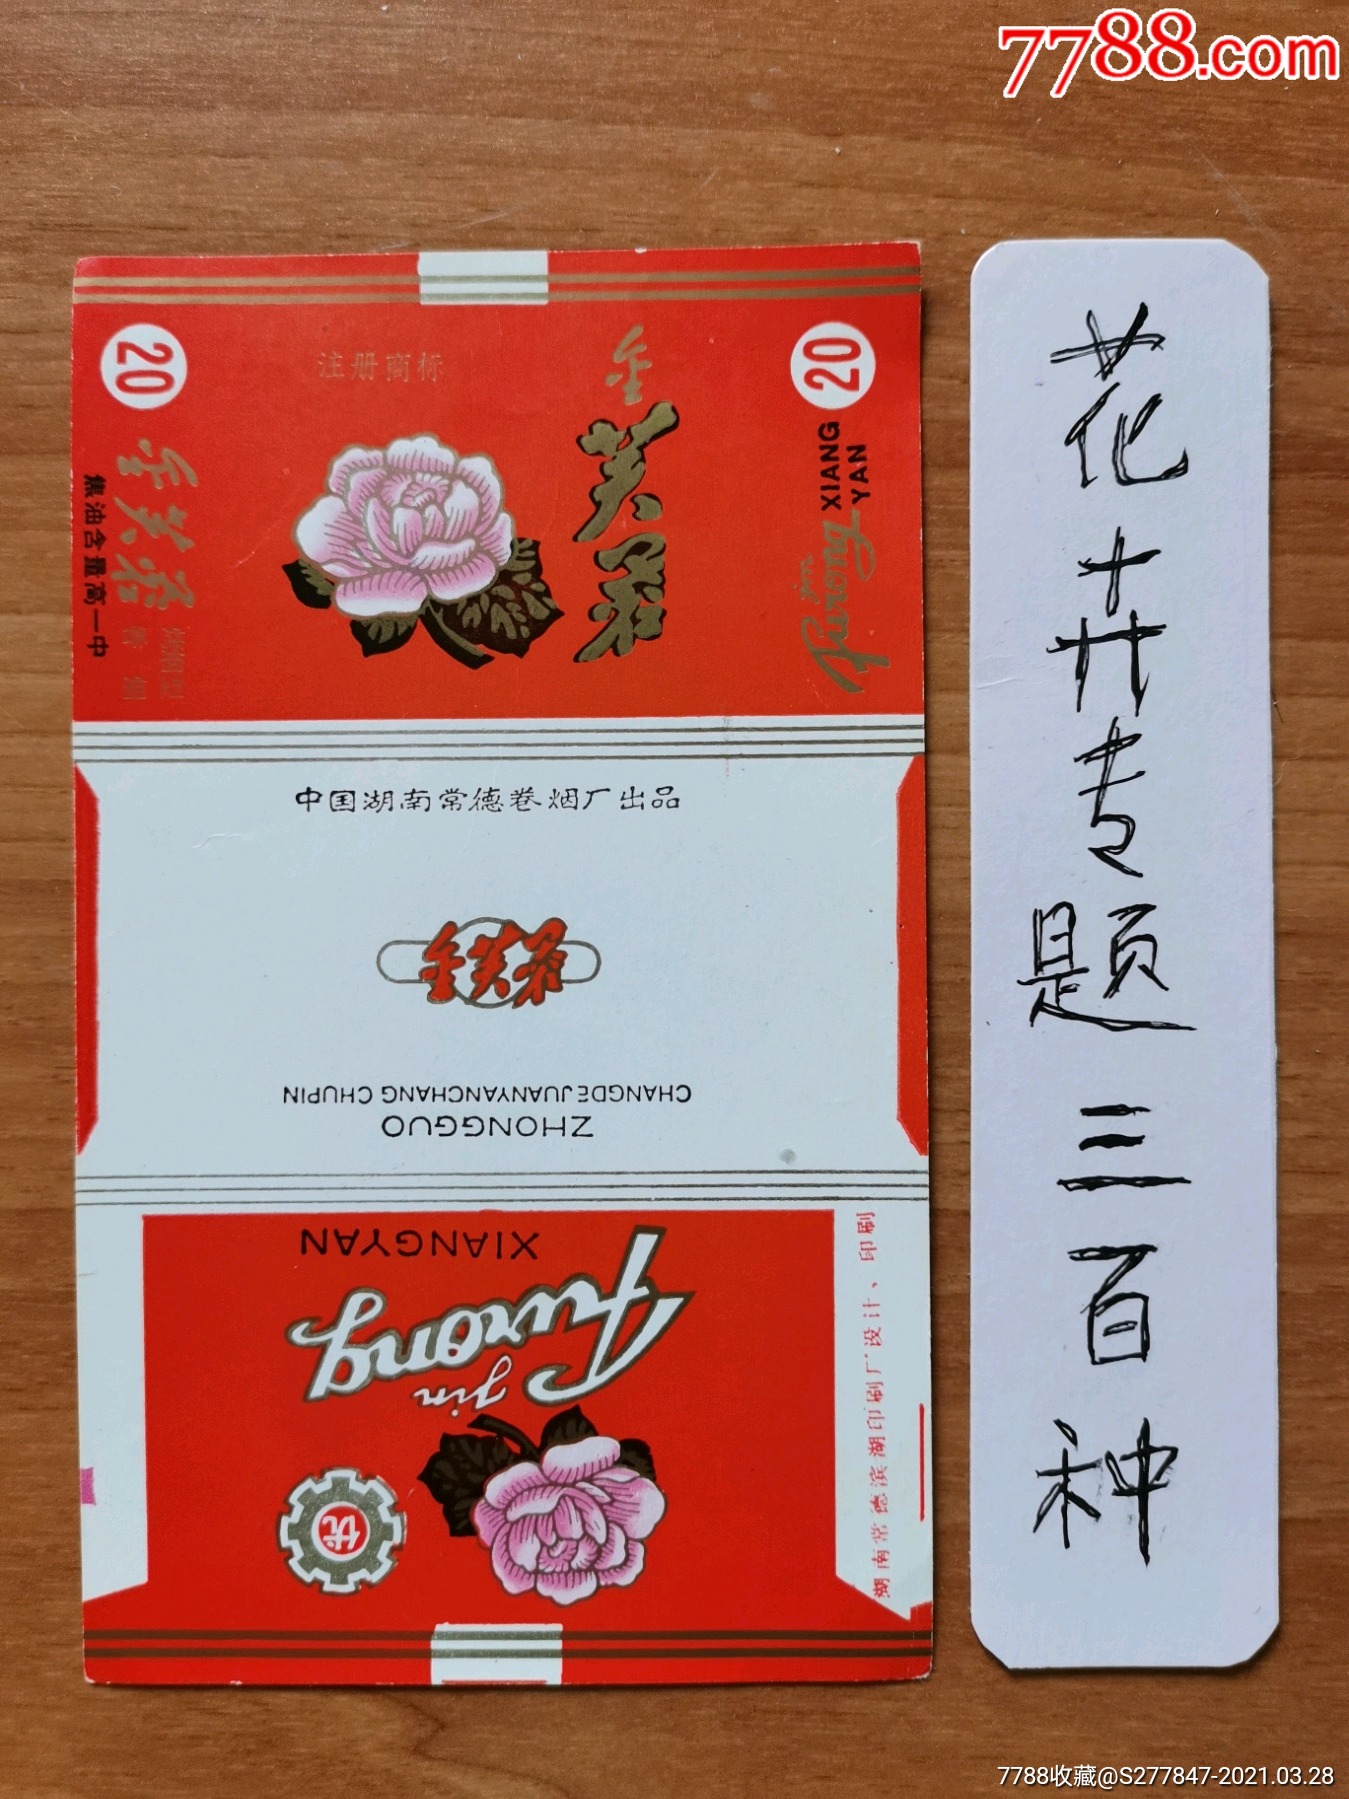 7788.com
20
20
注册商标
金芙蓉
XIANG
YAN
jin
Furong
金芙蓉
烤烟型
香烟
焦油含量高一中
中国湖南常德卷烟厂出品
金芙蓉
ZHONGGUO
CHANGDEJUANYANCHANG CHUPIN
jin
Furong
XIANGYAN
优
湖南常德滨湖印刷厂设计、印刷
花卉专题三百种
7788收藏@S277847-2021.03.28